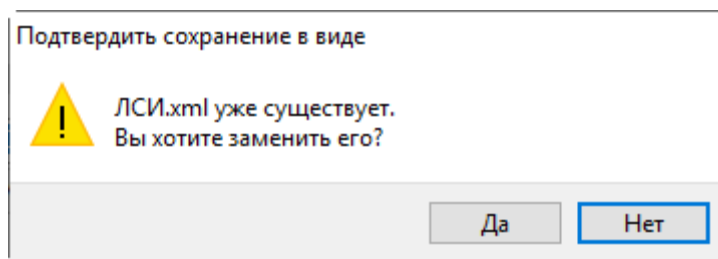 Подтвердить сохранение в виде
ЛСИ.xml уже существует.
Вы хотите заменить его?
Да
Нет